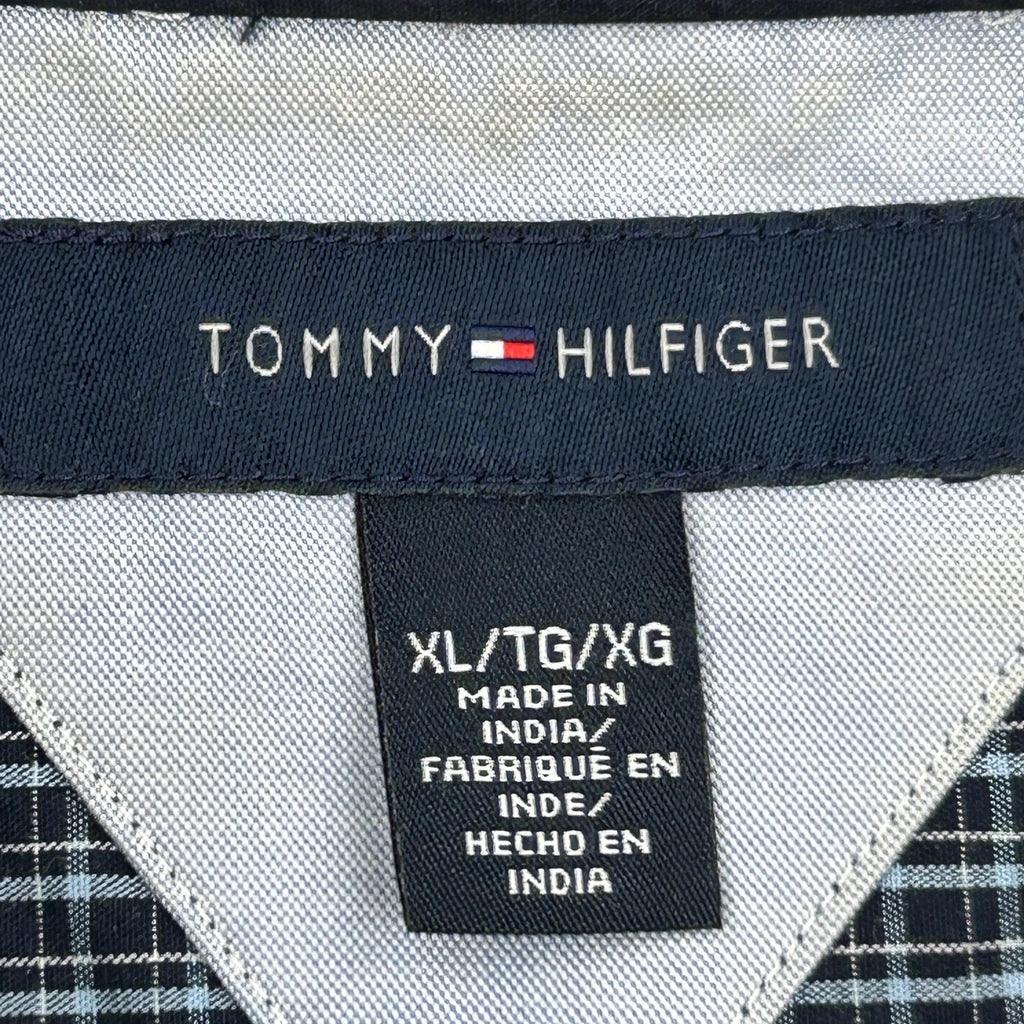 TOMMY HILFIGER
XL/TG/XG
MADE IN
INDIA/
FABRIQUÉ EN
INDE/
HECHO EN
INDIA